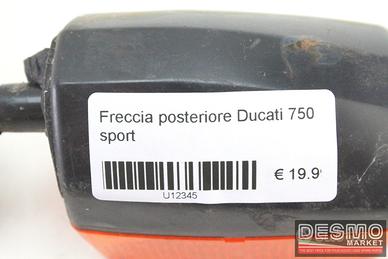 Freccia posteriore Ducati 750
sport
U12345
€ 19.9
DESMO
MARKET